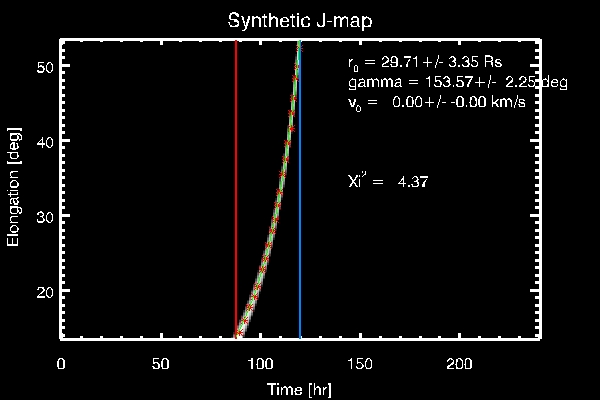 Synthetic J-map
r₀ = 29.71+/- 3.35 Rs
gamma = 153.57+/- 2.25 deg
v₀ = 0.00+/- -0.00 km/s
Xi² = 4.37
50
40
30
20
Elongation [deg]
0 50 100 150 200
Time [hr]